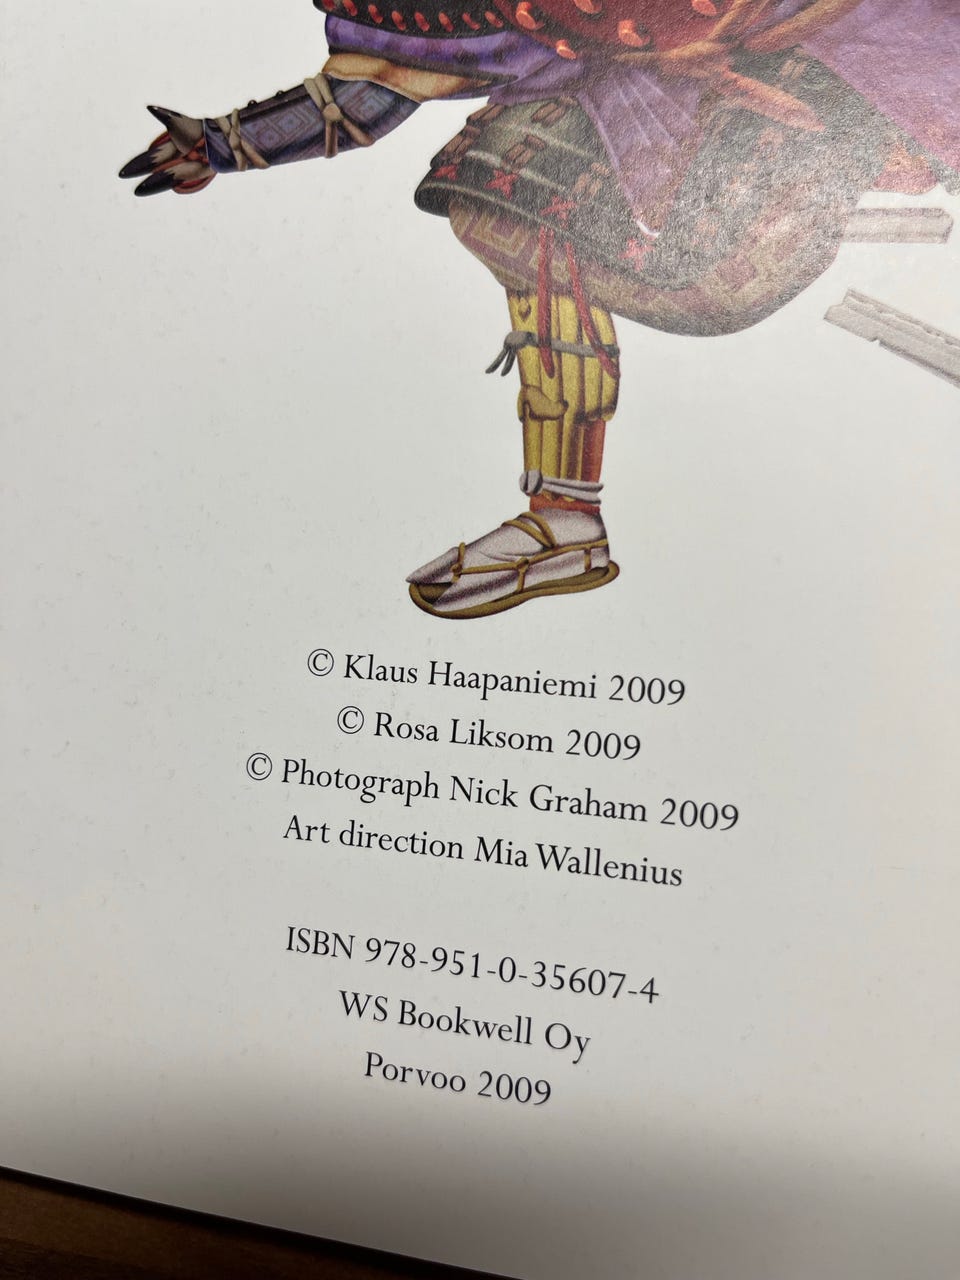 © Klaus Haapaniemi 2009
© Rosa Liksom 2009
© Photograph Nick Graham 2009
Art direction Mia Wallenius
ISBN 978-951-0-35607-4
WS Bookwell Oy
Porvoo 2009